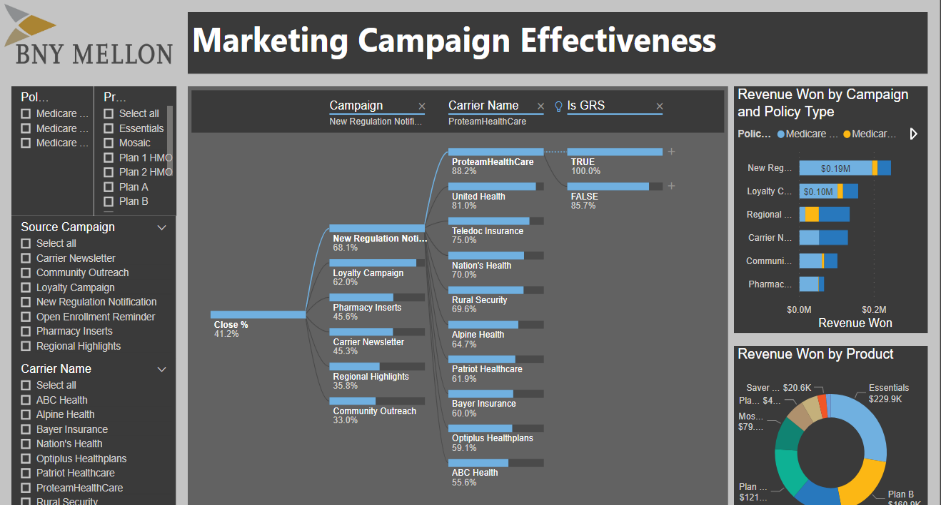 BNY MELLON
Marketing Campaign Effectiveness
Pol...
Medicare ...
Medicare ...
Medicare ...
Pr...
Select all
Essentials
Mosaic
Plan 1 HMO
Plan 2 HMO
Plan A
Plan B
Source Campaign
Select all
Carrier Newsletter
Community Outreach
Loyalty Campaign
New Regulation Notification
Open Enrollment Reminder
Pharmacy Inserts
Regional Highlights
Carrier Name
Select all
ABC Health
Alpine Health
Bayer Insurance
Nation's Health
Optiplus Healthplans
Patriot Healthcare
ProteamHealthCare
Rural Security
Campaign
New Regulation Notifi...
Carrier Name
ProteamHealthCare
Is GRS
Close %
41.2%
New Regulation Noti...
68.1%
Loyalty Campaign
62.0%
Pharmacy Inserts
45.6%
Carrier Newsletter
45.3%
Regional Highlights
35.8%
Community Outreach
33.0%
ProteamHealthCare
88.2%
United Health
81.0%
Teledoc Insurance
75.0%
Nation's Health
70.0%
Rural Security
69.6%
Alpine Health
64.7%
Patriot Healthcare
61.9%
Bayer Insurance
60.0%
Optiplus Healthplans
59.1%
ABC Health
55.6%
TRUE
100.0%
FALSE
85.7%
Revenue Won by Campaign
and Policy Type
Polic... Medicare ... Medicar...
New Reg...
$0.19M
Loyalty C...
$0.10M
Regional ...
Carrier N...
Communi...
Pharmac...
$0.0M $0.2M
Revenue Won
Revenue Won by Product
Saver ... $20.6K
Pla... $4...
Mos...
$79....
Plan ...
$121...
Essentials
$229.9K
Plan B
$160.9K